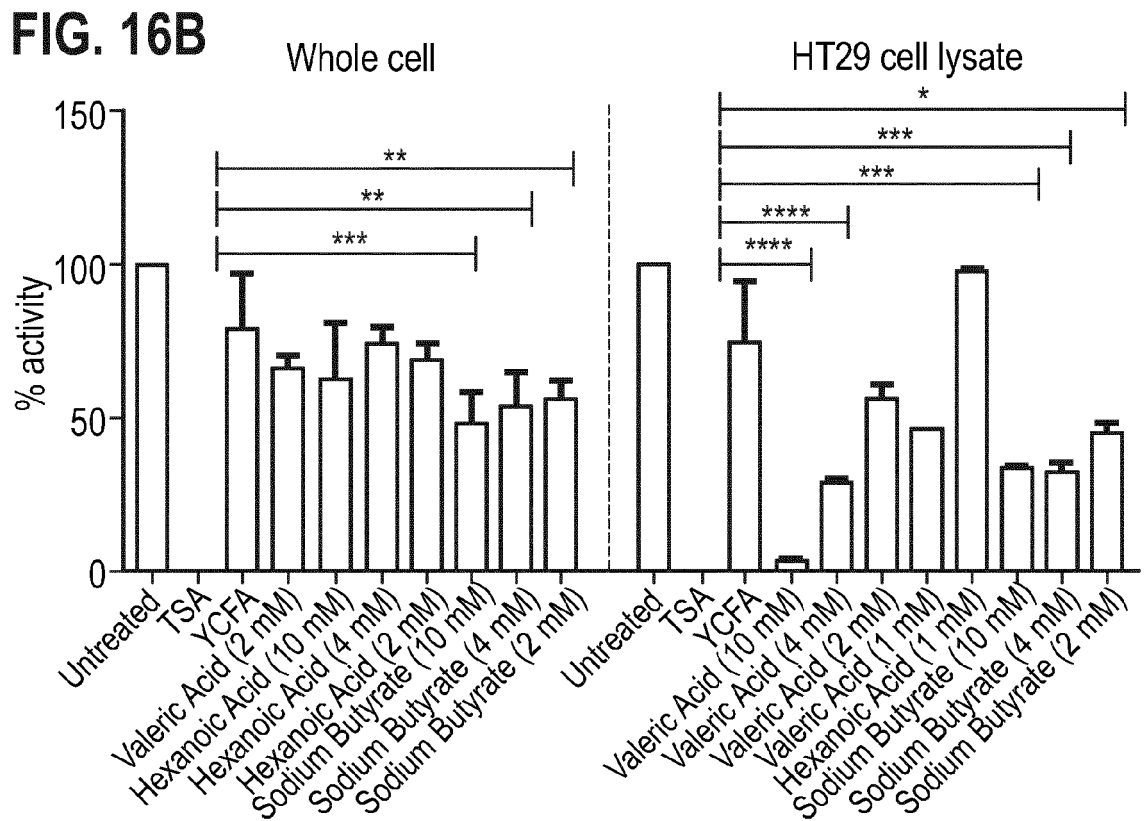 FIG. 16B
Whole cell
HT29 cell lysate
% activity
150
100
50
0
**
**
***
*
***
***
****
****
Untreated
TSA
YCFA
Valeric Acid (2 mM)
Hexanoic Acid (10 mM)
Hexanoic Acid (4 mM)
Hexanoic Acid (2 mM)
Sodium Butyrate (10 mM)
Sodium Butyrate (4 mM)
Sodium Butyrate (2 mM)
Untreated
TSA
YCFA
Valeric Acid (10 mM)
Valeric Acid (4 mM)
Valeric Acid (2 mM)
Valeric Acid (1 mM)
Hexanoic Acid (1 mM)
Sodium Butyrate (10 mM)
Sodium Butyrate (4 mM)
Sodium Butyrate (2 mM)